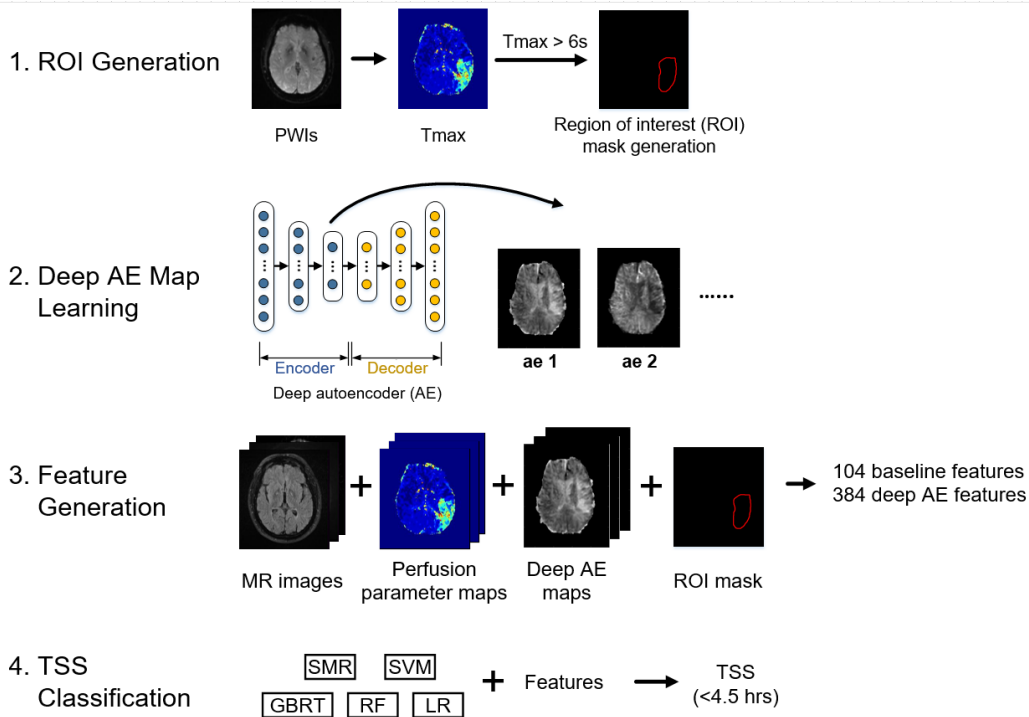 1. ROI Generation
Tmax > 6s
PWIs
Tmax
Region of interest (ROI)
mask generation
2. Deep AE Map
Learning
ae 1
ae 2
......
Encoder
Decoder
Deep autoencoder (AE)
3. Feature
Generation
104 baseline features
384 deep AE features
MR images
Perfusion
parameter maps
Deep AE
maps
ROI mask
4. TSS
Classification
SMR
SVM
GBRT
RF
LR
Features
TSS
(<4.5 hrs)